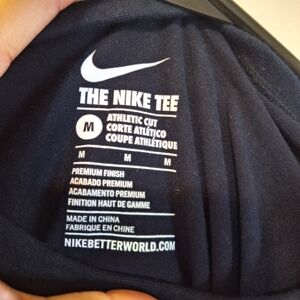 THE NIKE TEE
M
ATHLETIC CUT
CORTE ATLÉTICO
COUPE ATHLÉTIQUE
M M M
PREMIUM FINISH
ACABADO PREMIUM
ACABAMENTO PREMIUM
FINITION HAUT DE GAMME
MADE IN CHINA
FABRIQUE EN CHINE
NIKEBETTERWORLD.COM